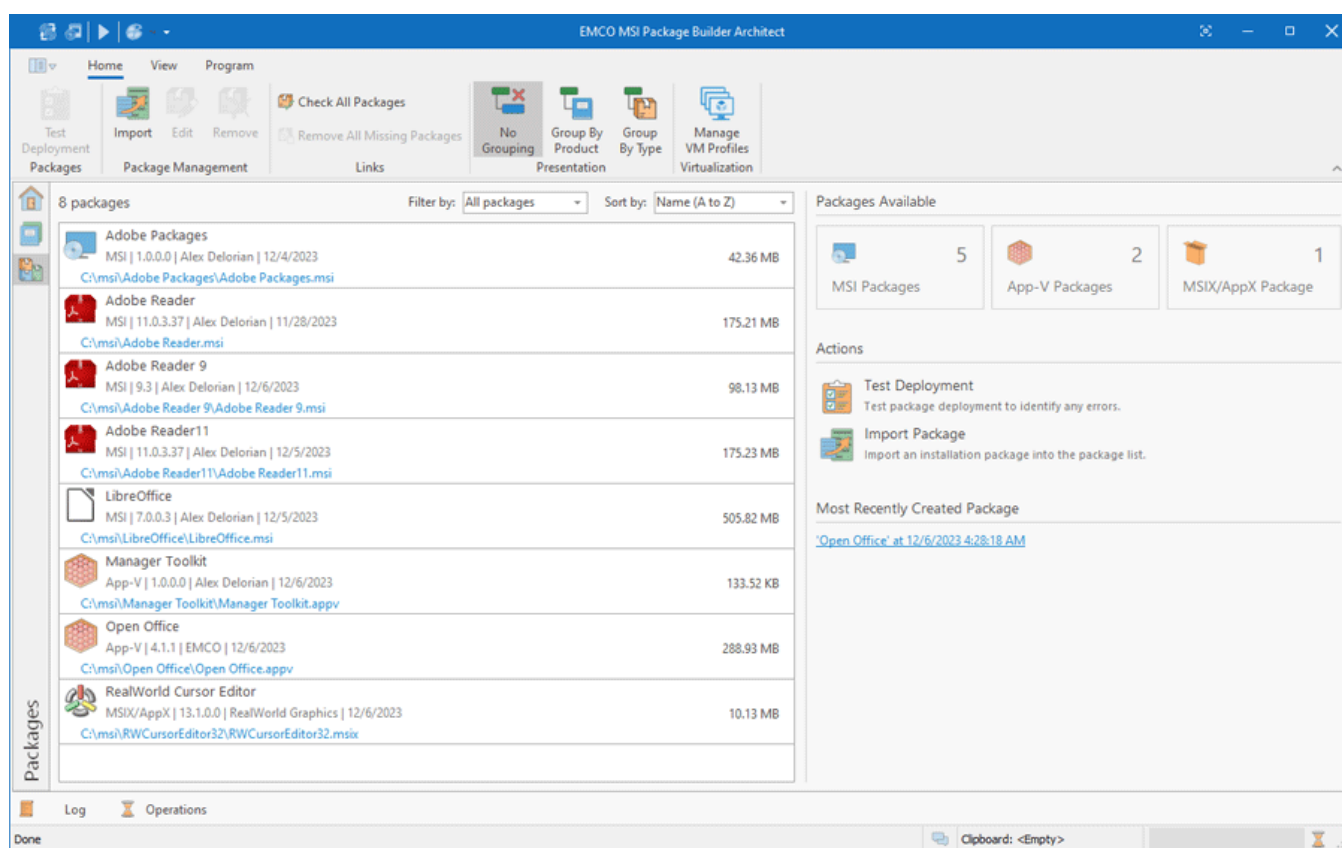 EMCO MSI Package Builder Architect
Home View Program
Test Deployment
Import Edit Remove
Check All Packages
Remove All Missing Packages
No Grouping
Group By Product
Group By Type
Manage VM Profiles
Packages Package Management Links Presentation Virtualization
8 packages Filter by: All packages Sort by: Name (A to Z)
Adobe Packages
MSI | 1.0.0.0 | Alex Delorian | 12/4/2023 42.36 MB
C:\msi\Adobe Packages\Adobe Packages.msi
Adobe Reader
MSI | 11.0.3.37 | Alex Delorian | 11/28/2023 175.21 MB
C:\msi\Adobe Reader.msi
Adobe Reader 9
MSI | 9.3 | Alex Delorian | 12/6/2023 98.13 MB
C:\msi\Adobe Reader 9\Adobe Reader 9.msi
Adobe Reader11
MSI | 11.0.3.37 | Alex Delorian | 12/5/2023 175.23 MB
C:\msi\Adobe Reader11\Adobe Reader11.msi
LibreOffice
MSI | 7.0.0.3 | Alex Delorian | 12/5/2023 505.82 MB
C:\msi\LibreOffice\LibreOffice.msi
Manager Toolkit
App-V | 1.0.0.0 | Alex Delorian | 12/6/2023 133.52 KB
C:\msi\Manager Toolkit\Manager Toolkit.appv
Open Office
App-V | 4.1.1 | EMCO | 12/6/2023 288.93 MB
C:\msi\Open Office\Open Office.appv
RealWorld Cursor Editor
MSIX/AppX | 13.1.0.0 | RealWorld Graphics | 12/6/2023 10.13 MB
C:\msi\RWCursorEditor32\RWCursorEditor32.msix
Packages
Packages Available
5 2 1
MSI Packages App-V Packages MSIX/AppX Package
Actions
Test Deployment
Test package deployment to identify any errors.
Import Package
Import an installation package into the package list.
Most Recently Created Package
'Open Office' at 12/6/2023 4:28:18 AM
Log Operations
Done Clipboard: <Empty>